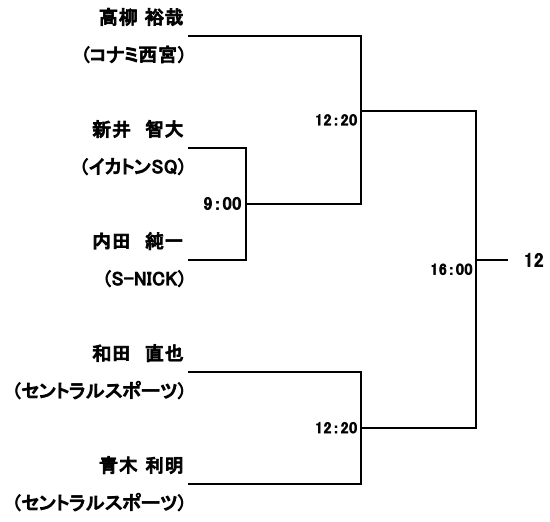 高柳 裕哉
(コナミ西宮)
12:20
新井　智大
(イカトンSQ)
9:00
内田　純一
(S-NICK)
16:00
12
和田　直也
(セントラルスポーツ)
12:20
青木 利明
(セントラルスポーツ)